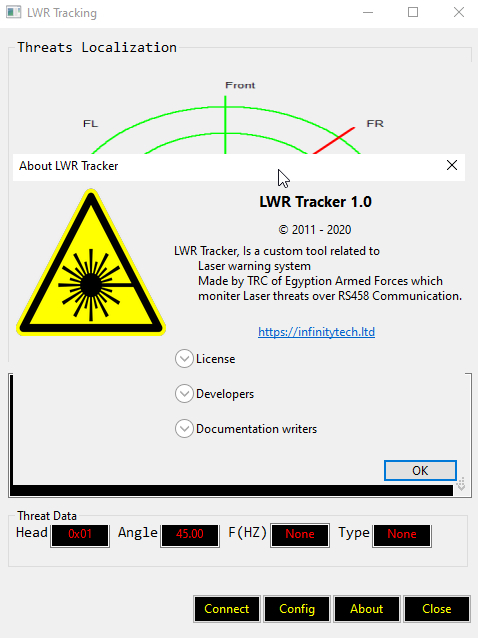 LWR Tracking
Threats Localization
Front
FL
FR
About LWR Tracker
LWR Tracker 1.0
© 2011 - 2020
LWR Tracker, Is a custom tool related to
Laser warning system
Made by TRC of Egyption Armed Forces which
moniter Laser threats over RS458 Communication.
https://infinitytech.ltd
License
Developers
Documentation writers
OK
Threat Data
Head 0x01 Angle 45.00 F(HZ) None Type None
Connect Config About Close